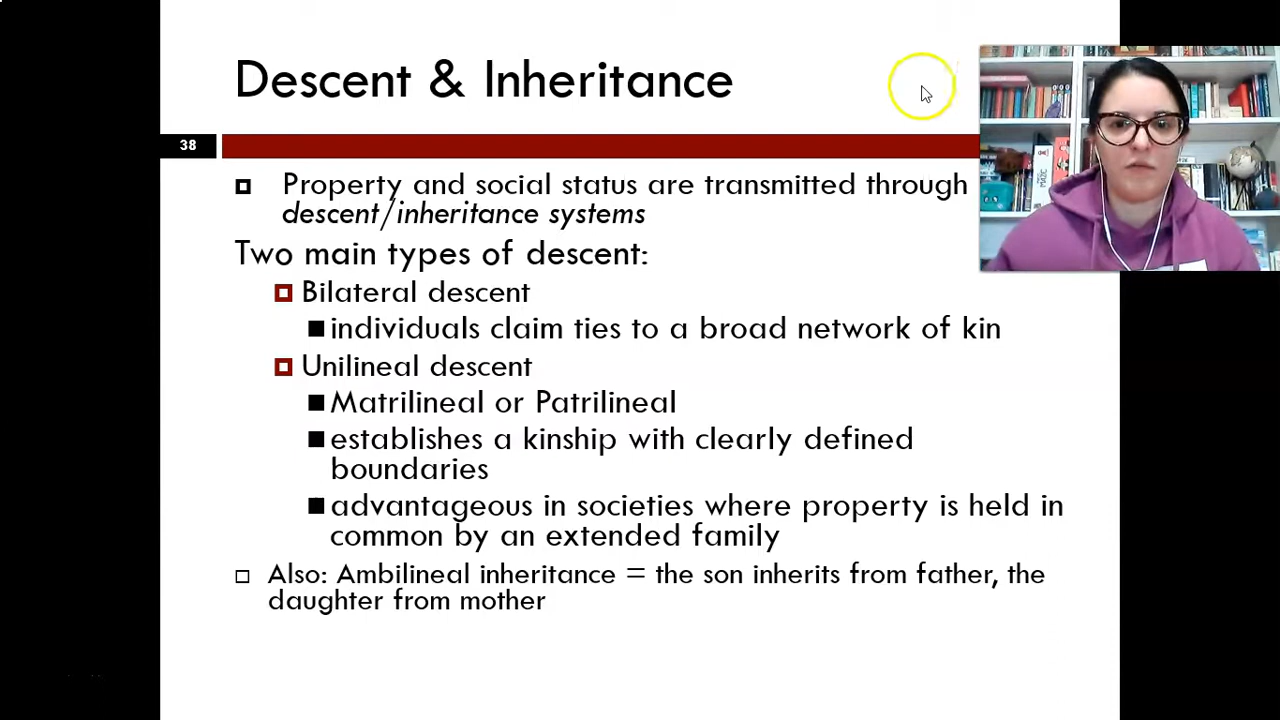 Descent & Inheritance
38
Property and social status are transmitted through
descent/inheritance systems
Two main types of descent:
Bilateral descent
individuals claim ties to a broad network of kin
Unilineal descent
Matrilineal or Patrilineal
establishes a kinship with clearly defined
boundaries
advantageous in societies where property is held in
common by an extended family
Also: Ambilineal inheritance = the son inherits from father, the
daughter from mother